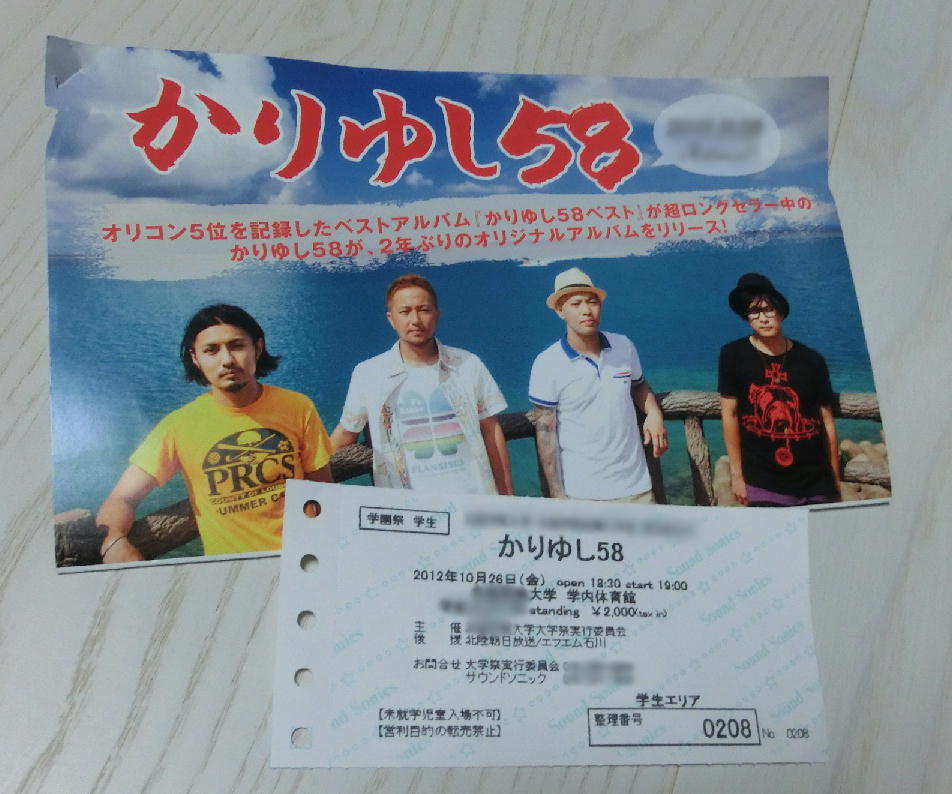 かりゆし58
オリコン5位を記録したベストアルバム『かりゆし58ベスト』が超ロングセラー中の
かりゆし58が、2年ぶりのオリジナルアルバムをリリース!
PRCS
COUNTY OF
SUMMER
学園祭 学生
かりゆし58
2012年10月26日(金) open 18:30 start 19:00
大学 学内体育館
standing ¥2,000(tax in)
主 催 大学大学祭実行委員会
後 援 北陸朝日放送/エフエム石川
お問合せ 大学祭実行委員会
サウンドソニック
学生エリア
【未就学児童入場不可】
【営利目的の転売禁止】
整理番号 0208 No 0208
Sound Sonics